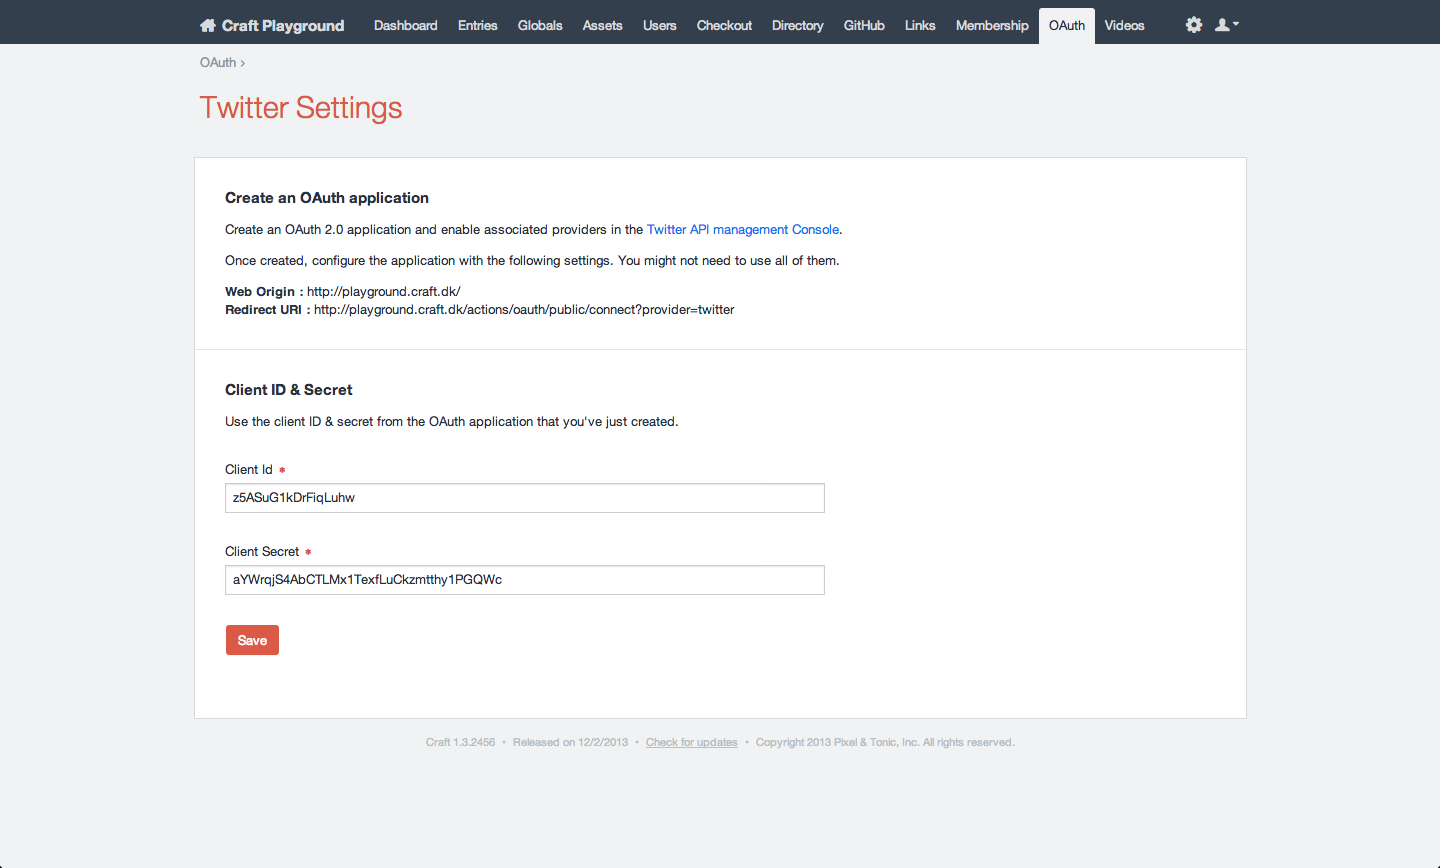 Craft Playground Dashboard Entries Globals Assets Users Checkout Directory GitHub Links Membership OAuth Videos
OAuth ›
Twitter Settings
Create an OAuth application
Create an OAuth 2.0 application and enable associated providers in the Twitter API management Console.
Once created, configure the application with the following settings. You might not need to use all of them.
Web Origin : http://playground.craft.dk/
Redirect URI : http://playground.craft.dk/actions/oauth/public/connect?provider=twitter
Client ID & Secret
Use the client ID & secret from the OAuth application that you've just created.
Client Id *
z5ASuG1kDrFiqLuhw
Client Secret *
aYWrqjS4AbCTLMx1TexfLuCkzmtthy1PGQWc
Save
Craft 1.3.2456 • Released on 12/2/2013 • Check for updates • Copyright 2013 Pixel & Tonic, Inc. All rights reserved.